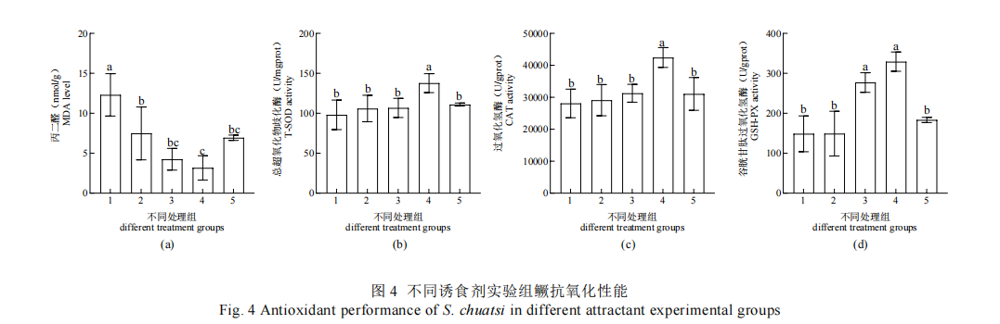 丙二醛（nmol/g）
MDA level
20
15
10
5
0
a
b
bc
c
bc
1 2 3 4 5
不同处理组
different treatment groups
(a)
总超氧化物歧化酶（U/mgprot）
TSOD activity
200
150
100
50
0
b
b
b
a
b
1 2 3 4 5
不同处理组
different treatment groups
(b)
过氧化氢酶（U/gprot）
CAT activity
50000
40000
30000
20000
10000
0
b
b
b
a
b
1 2 3 4 5
不同处理组
different treatment groups
(c)
谷胱甘肽过氧化氢酶（U/gprot）
GSH-PX activity
400
300
200
100
0
b
b
a
a
b
1 2 3 4 5
不同处理组
different treatment groups
(d)
图 4 不同诱食剂实验组鳜抗氧化性能
Fig. 4 Antioxidant performance of S. chuatsi in different attractant experimental groups